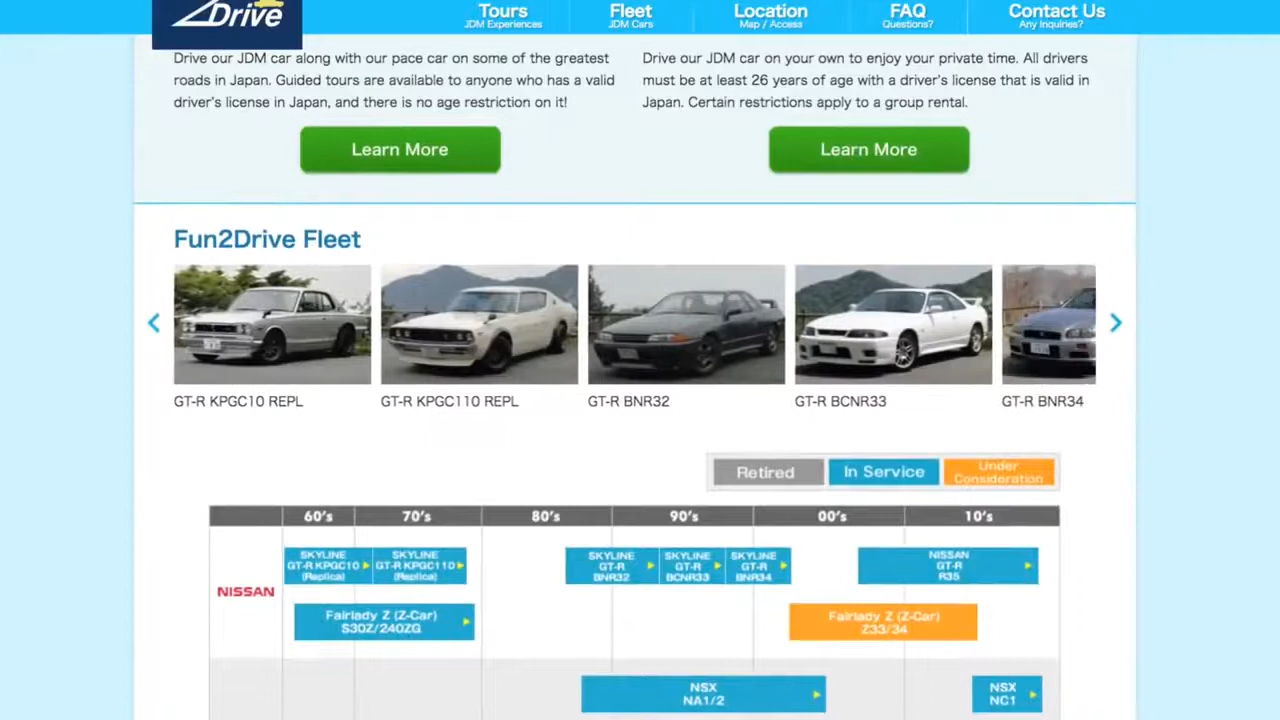 Drive
Tours
JDM Experiences
Fleet
JDM Cars
Location
Map / Access
FAQ
Questions?
Contact Us
Any Inquiries?
Drive our JDM car along with our pace car on some of the greatest
roads in Japan. Guided tours are available to anyone who has a valid
driver's license in Japan, and there is no age restriction on it!
Learn More
Drive our JDM car on your own to enjoy your private time. All drivers
must be at least 26 years of age with a driver's license that is valid in
Japan. Certain restrictions apply to a group rental.
Learn More
Fun2Drive Fleet
GT-R KPGC10 REPL
GT-R KPGC110 REPL
GT-R BNR32
GT-R BCNR33
GT-R BNR34
Retired
In Service
Under
Consideration
60's
70's
80's
90's
00's
10's
NISSAN
SKYLINE
GT-R KPGC10
(Replica)
SKYLINE
GT-R KPGC110
(Replica)
SKYLINE
GT-R
BNR32
SKYLINE
GT-R
BCNR33
SKYLINE
GT-R
BNR34
NISSAN
GT-R
R35
Fairlady Z (Z-Car)
S30Z/240ZG
Fairlady Z (Z-Car)
Z33/34
NSX
NA1/2
NSX
NC1